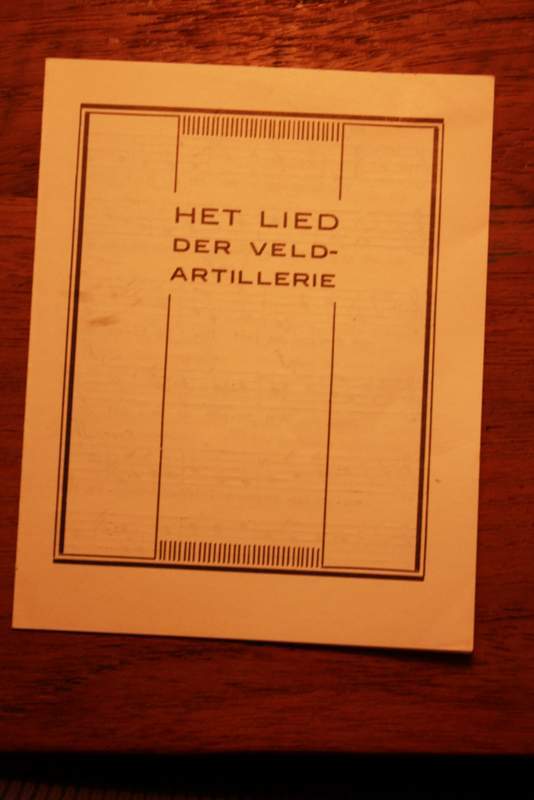 HET LIED
DER VELD-
ARTILLERIE